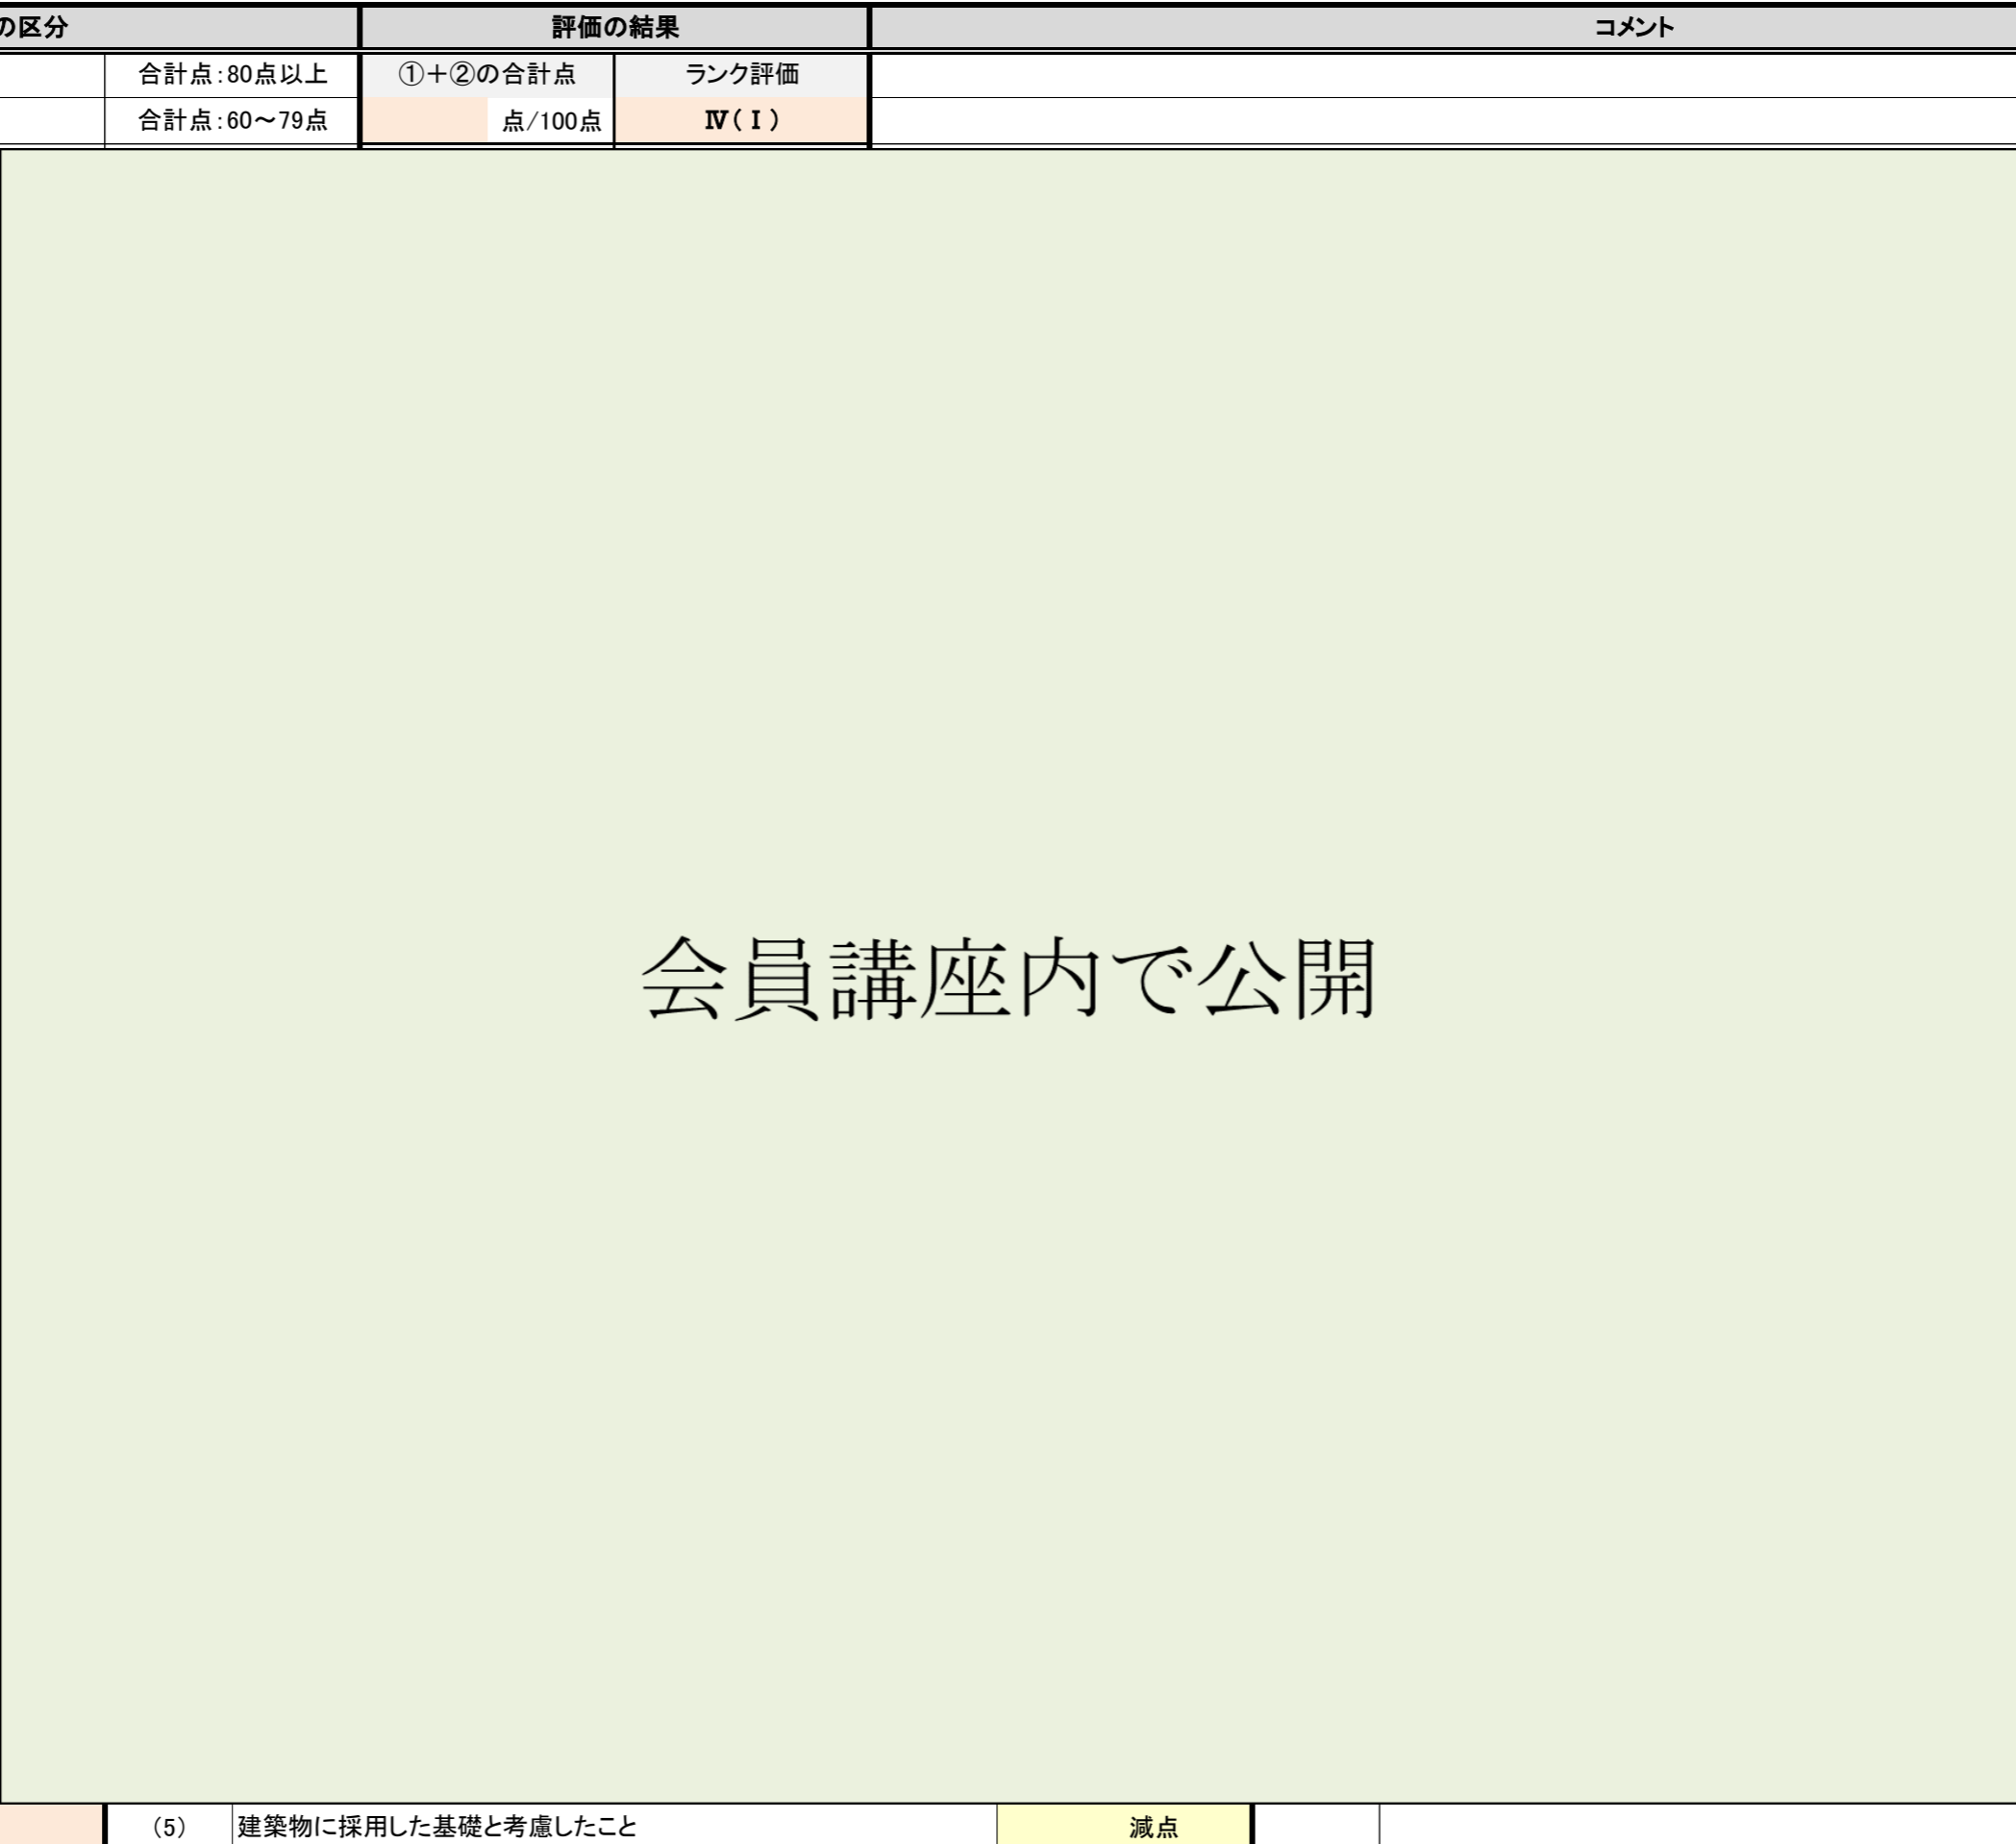 の区分 評価の結果 コメント
合計点：80点以上 ①＋②の合計点 ランク評価
合計点：60～79点 点/100点 Ⅳ（Ⅰ）
会員講座内で公開
（5） 建築物に採用した基礎と考慮したこと 減点